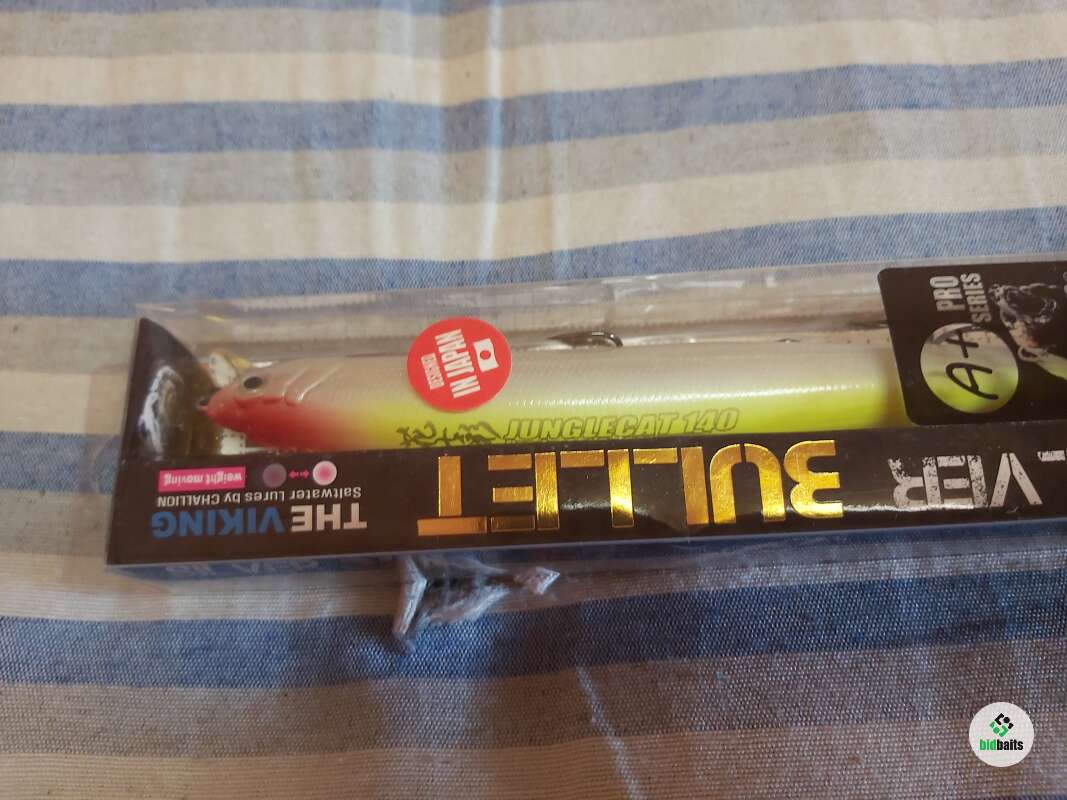 DESIGNED
IN JAPAN
PRO
SERIES
A+A
JUNGLECAT 140
VER
BULLET
THE VIKING
Saltwater Lures by CHALLION
weight moving
bidbaits